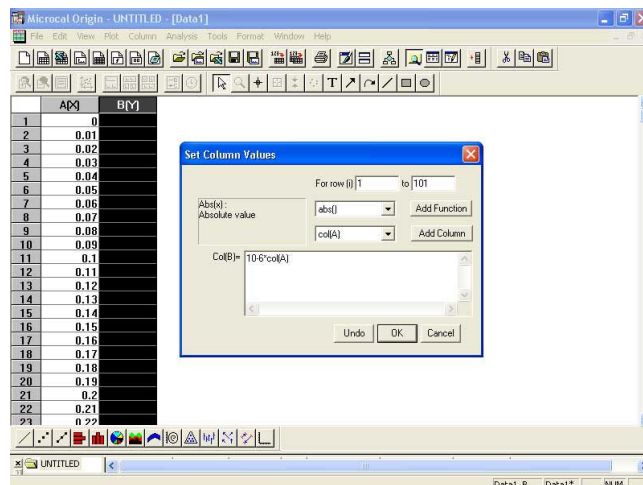 Microcal Origin - UNTITLED - [Data1]
File Edit View Plot Column Analysis Tools Format Window Help
A(X) B(Y)
1 0
2 0.01
3 0.02
4 0.03
5 0.04
6 0.05
7 0.06
8 0.07
9 0.08
10 0.09
11 0.1
12 0.11
13 0.12
14 0.13
15 0.14
16 0.15
17 0.16
18 0.17
19 0.18
20 0.19
21 0.2
22 0.21
23 0.22
Set Column Values
For row (i) 1 to 101
Abs(x) :
Absolute value
abs() Add Function
col(A) Add Column
Col(B)= 10-6*col(A)
Undo OK Cancel
UNTITLED
Data1_B Data1* NUM